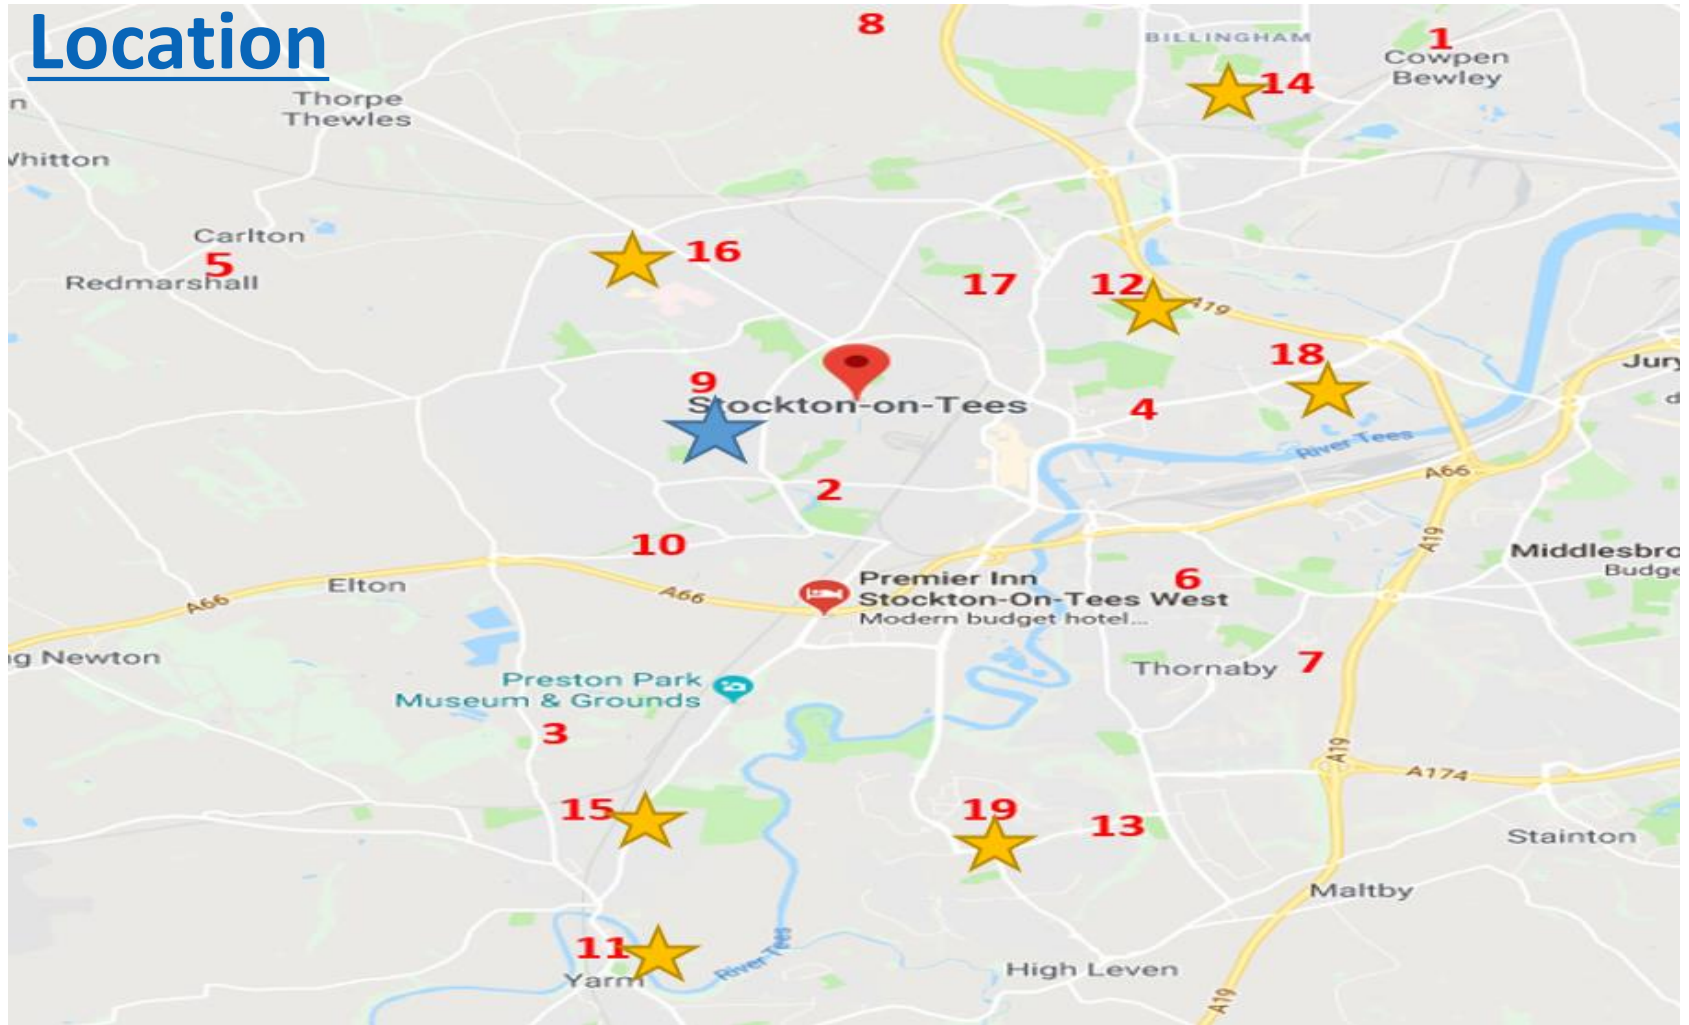 Location
8
BILLINGHAM
1
Cowpen
Bewley
14
Thorpe
Thewles
Whitton
Carlton
5
Redmarshall
16
17
12
A19
18
9
Stockton-on-Tees
4
River Tees
A66
2
10
A19
Elton
A66
A66
Premier Inn
Stockton-On-Tees West
Modern budget hotel...
6
Middlesbro
Budge
g Newton
Thornaby
7
Preston Park
Museum & Grounds
3
A19
A174
15
19
13
Stainton
Maltby
11
Yarm
River Tees
High Leven
A19